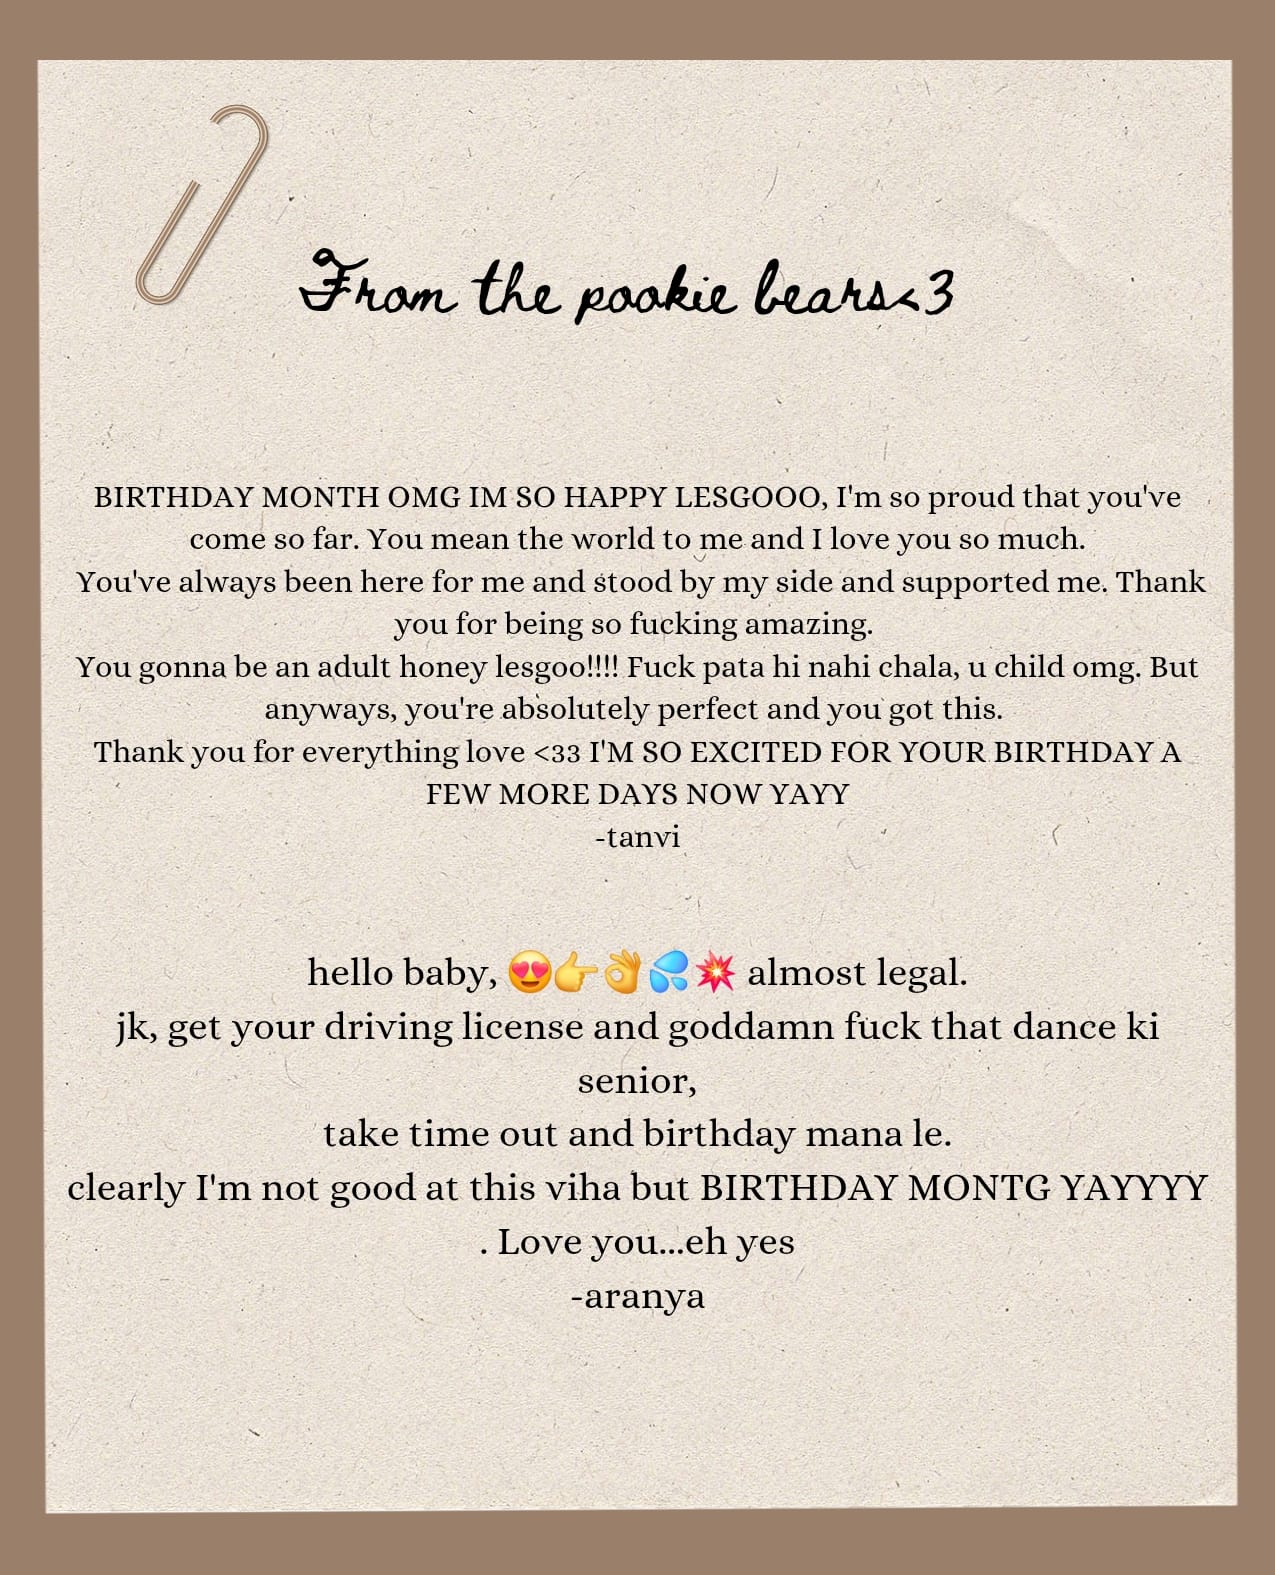 From the pookie bears<3
BIRTHDAY MONTH OMG IM SO HAPPY LESGOOO, I'm so proud that you've
come so far. You mean the world to me and I love you so much.
You've always been here for me and stood by my side and supported me. Thank
you for being so fucking amazing.
You gonna be an adult honey lesgoo!!!! Fuck pata hi nahi chala, u child omg. But
anyways, you're absolutely perfect and you got this.
Thank you for everything love <33 I'M SO EXCITED FOR YOUR BIRTHDAY A
FEW MORE DAYS NOW YAYY
-tanvi
hello baby, 😍👉👌💦💥 almost legal.
jk, get your driving license and goddamn fuck that dance ki
senior,
take time out and birthday mana le.
clearly I'm not good at this viha but BIRTHDAY MONTG YAYYYY
. Love you...eh yes
-aranya